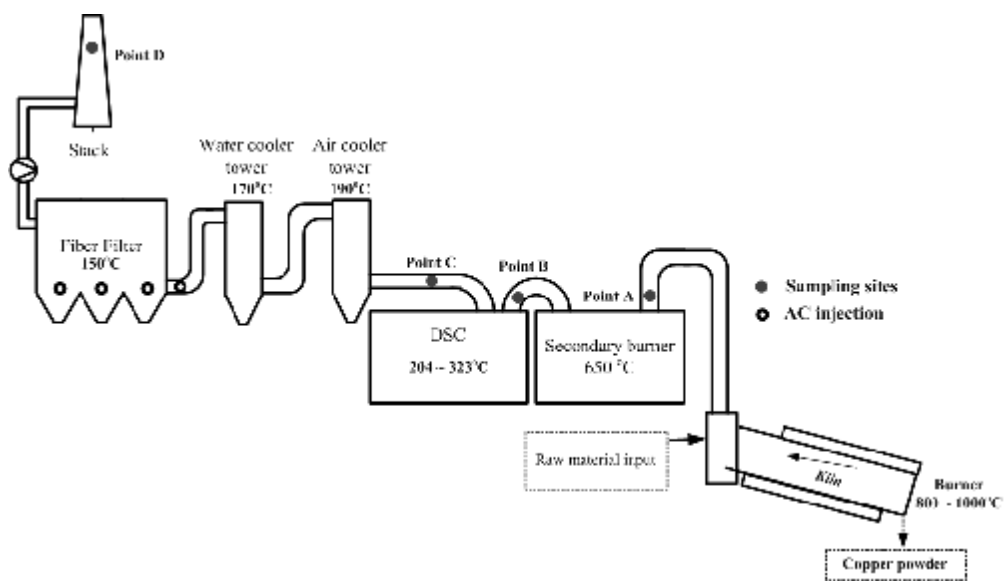 Point D
Stack
Water cooler
tower
170°C
Air cooler
tower
190°C
Fiber Filter
150°C
Point C
Point B
Point A
Sampling sites
AC injection
DSC
204 ~ 323°C
Secondary burner
650 °C
Raw material input
Kiln
Burner
800 ~ 1000°C
Copper powder